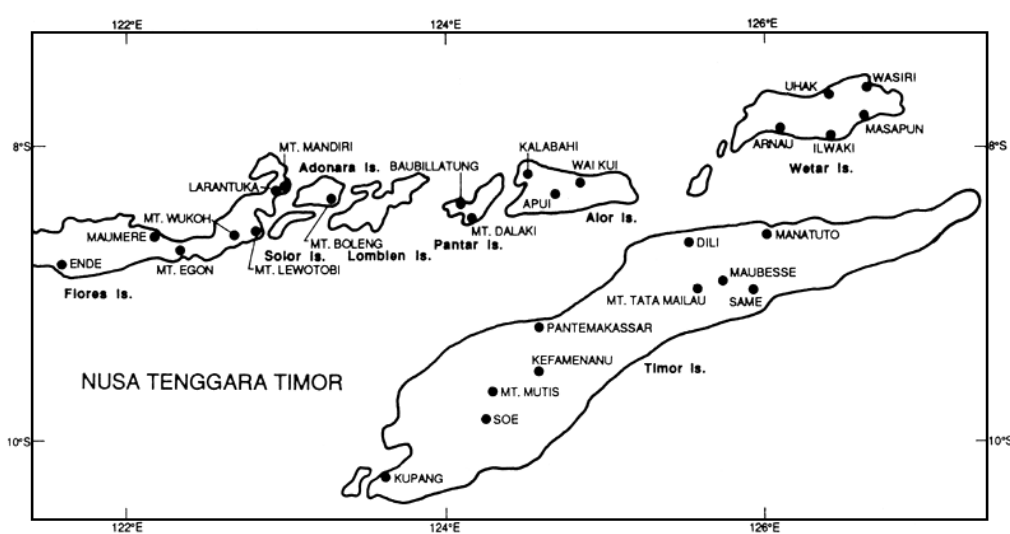 122°E 124°E 126°E
UHAK
WASIRI
MASAPUN
ARNAU
ILWAKI
Wetar Is.
8°S
8°S
MT. MANDIRI
Adonara Is.
BAUBILLATUNG
KALABAHI
WAI KUI
LARANTUKA
APUI
Alor Is.
MT. WUKOH
MT. DALAKI
Pantar Is.
MAUMERE
MT. BOLENG
Solor Is.
Lomblen Is.
ENDE
MT. EGON
MT. LEWOTOBI
Flores Is.
DILI
MANATUTO
MAUBESSE
MT. TATA MAILAU
SAME
PANTEMAKASSAR
KEFAMENANU
Timor Is.
NUSA TENGGARA TIMOR
MT. MUTIS
SOE
10°S
10°S
KUPANG
122°E 124°E 126°E